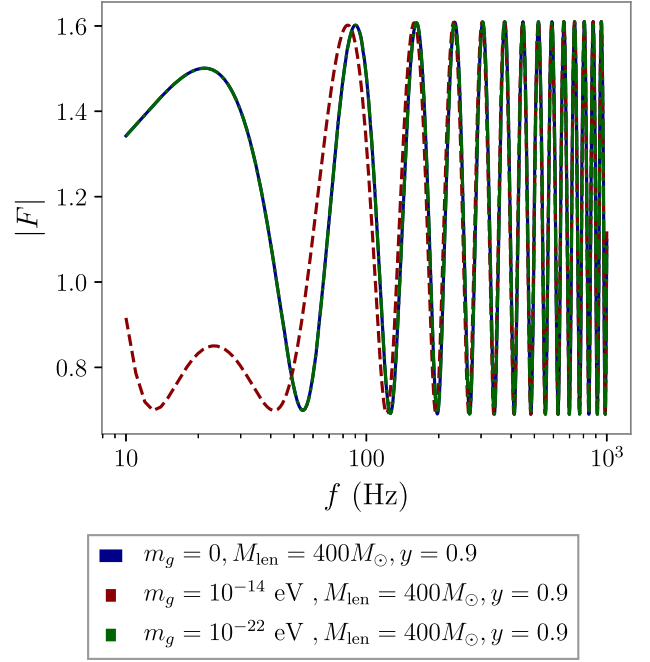 1.6
1.4
1.2
1.0
0.8
|F|
10
100
10³
f (Hz)
m_g = 0, M_len = 400M_⊙, y = 0.9
m_g = 10⁻¹⁴ eV , M_len = 400M_⊙, y = 0.9
m_g = 10⁻²² eV , M_len = 400M_⊙, y = 0.9